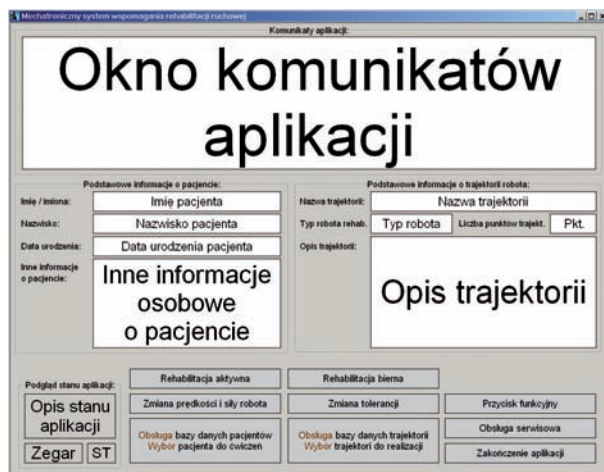 Mechatroniczny system wspomagania rehabilitacji ruchowej
Komunikaty aplikacji:
Okno komunikatów
aplikacji
Podstawowe informacje o pacjencie:
Imię / Imiona:
Imię pacjenta
Nazwisko:
Nazwisko pacjenta
Data urodzenia:
Data urodzenia pacjenta
Inne informacje
o pacjencie:
Inne informacje
osobowe
o pacjencie
Podstawowe informacje o trajektorii robota:
Nazwa trajektorii:
Nazwa trajektorii
Typ robota rehab.
Typ robota
Liczba punktów trajekt.
Pkt.
Opis trajektorii:
Opis trajektorii
Podgląd stanu aplikacji:
Opis stanu
aplikacji
Zegar
ST
Rehabilitacja aktywna
Rehabilitacja bierna
Zmiana prędkości i siły robota
Zmiana tolerancji
Przycisk funkcyjny
Obsługa bazy danych pacjentów
Wybór pacjenta do ćwiczeń
Obsługa bazy danych trajektorii
Wybór trajektori do realizacji
Obsługa serwisowa
Zakończenie aplikacji